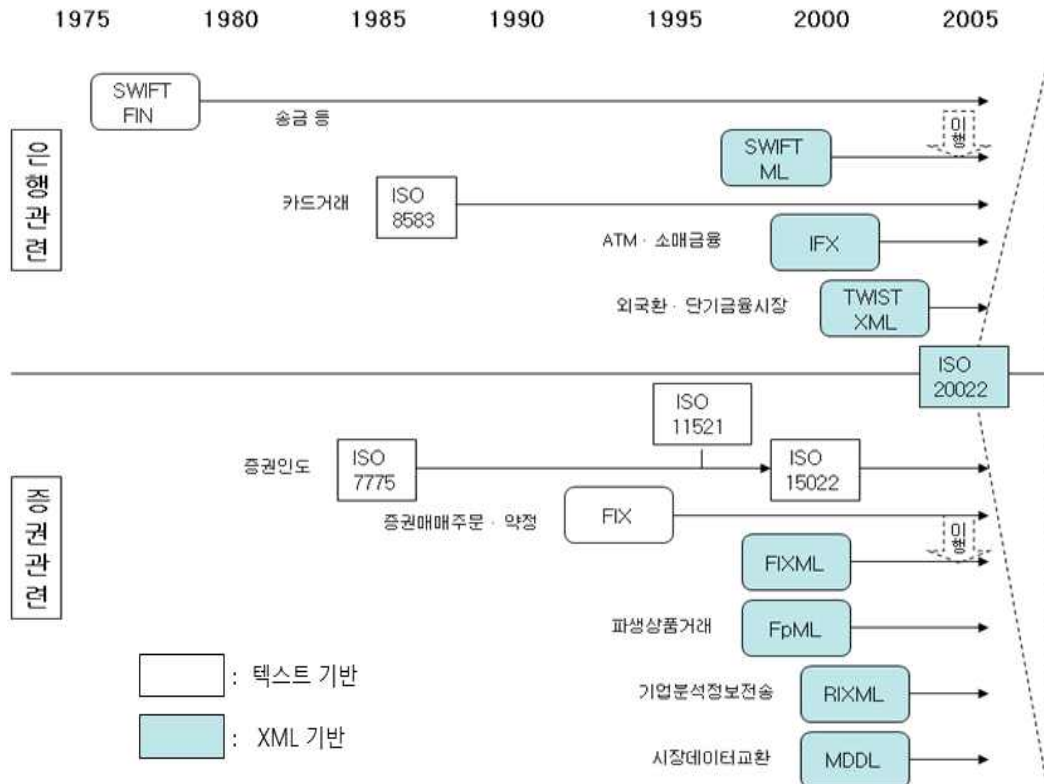 1975 1980 1985 1990 1995 2000 2005
은행관련
SWIFT
FIN
송금 등
이행
SWIFT
ML
카드거래
ISO
8583
ATM · 소매금융
IFX
외국환 · 단기금융시장
TWIST
XML
ISO
20022
증권관련
ISO
11521
증권인도
ISO
7775
ISO
15022
증권매매주문 · 약정
FIX
이행
FIXML
파생상품거래
FpML
기업분석정보전송
RIXML
시장데이터교환
MDDL
: 텍스트 기반
: XML 기반